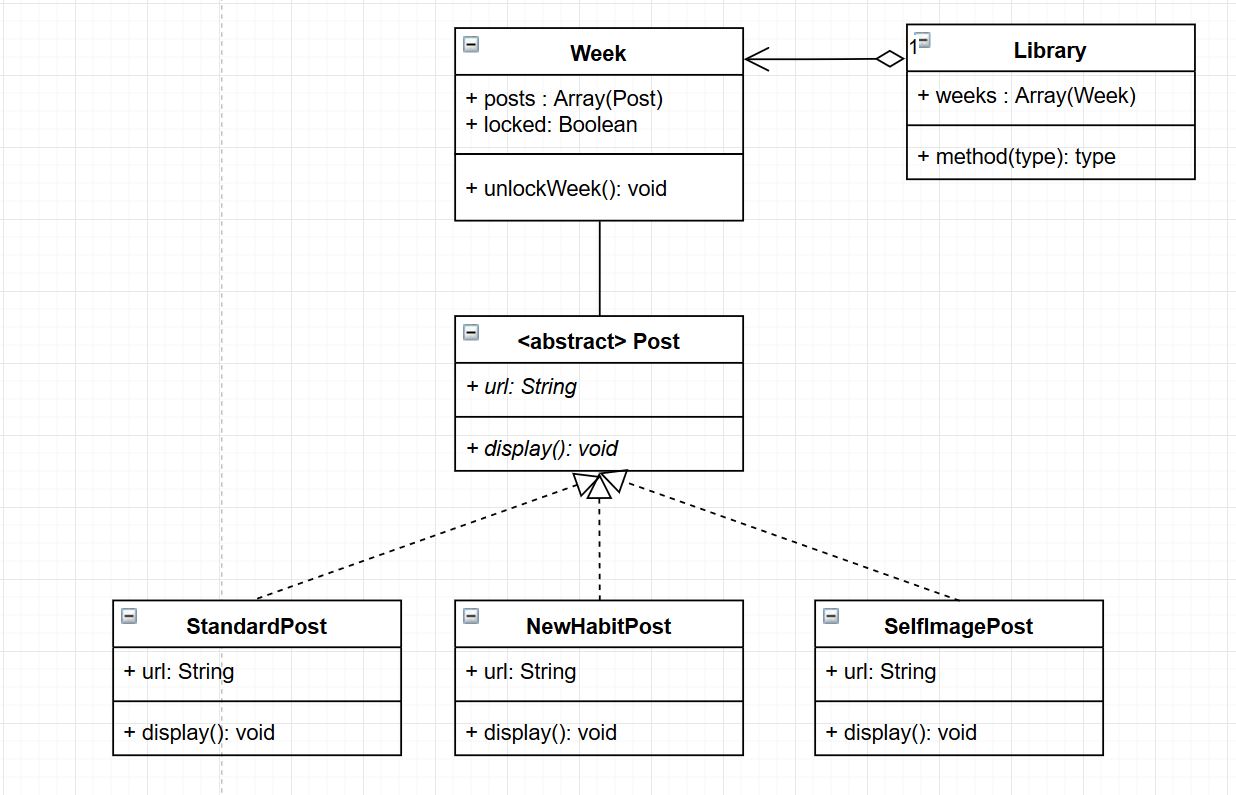 Week
+ posts : Array(Post)
+ locked: Boolean
+ unlockWeek(): void
1
Library
+ weeks : Array(Week)
+ method(type): type
<abstract> Post
+ url: String
+ display(): void
StandardPost
+ url: String
+ display(): void
NewHabitPost
+ url: String
+ display(): void
SelfImagePost
+ url: String
+ display(): void